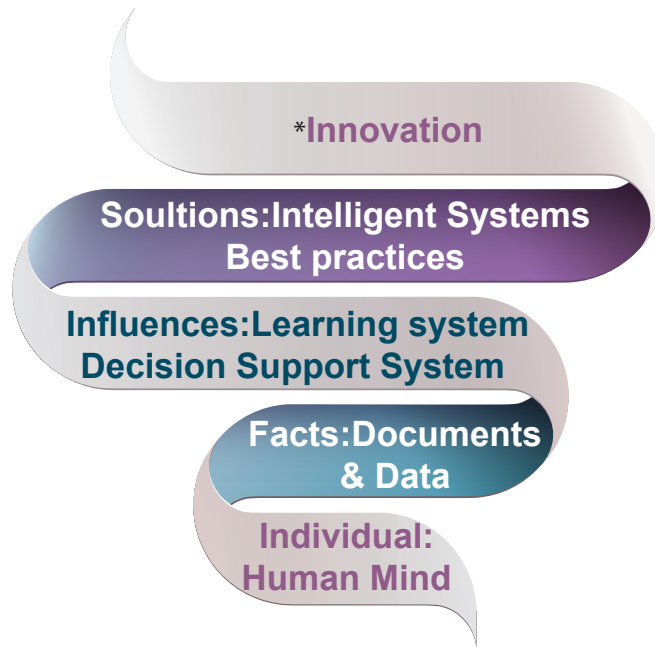 *Innovation
Soultions:Intelligent Systems
Best practices
Influences:Learning system
Decision Support System
Facts:Documents
& Data
Individual:
Human Mind